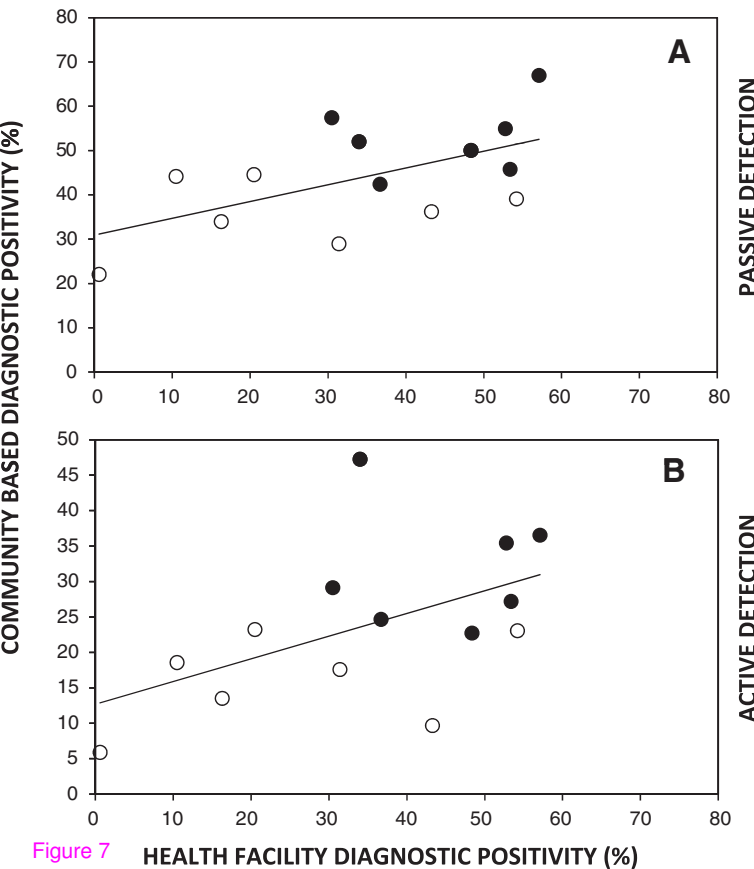 COMMUNITY BASED DIAGNOSTIC POSITIVITY (%)
80
70
60
50
40
30
20
10
0
A
PASSIVE DETECTION
0 10 20 30 40 50 60 70 80
50
45
40
35
30
25
20
15
10
5
0
B
ACTIVE DETECTION
0 10 20 30 40 50 60 70 80
Figure 7
HEALTH FACILITY DIAGNOSTIC POSITIVITY (%)